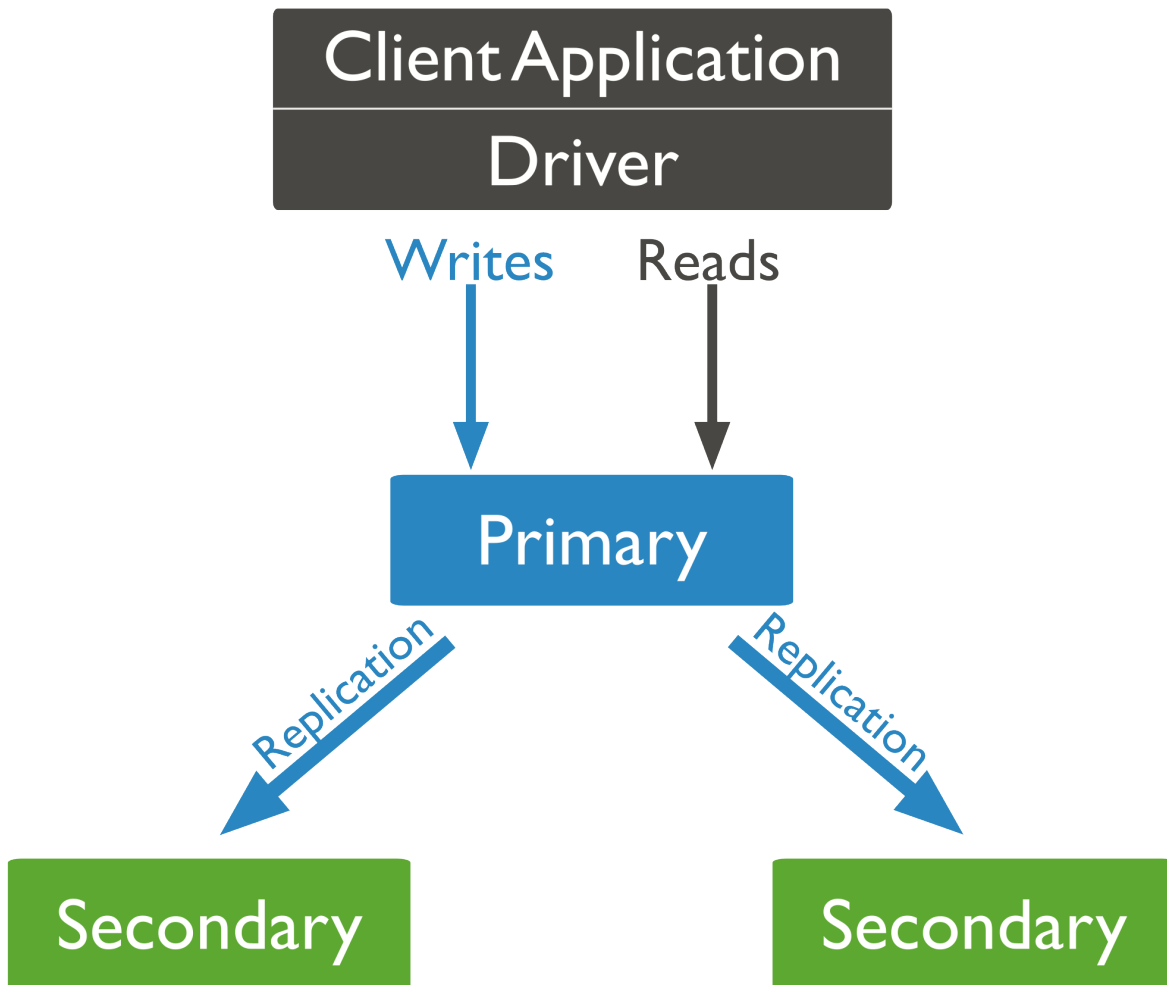 Client Application
Driver
Writes
Reads
Primary
Replication
Replication
Secondary
Secondary